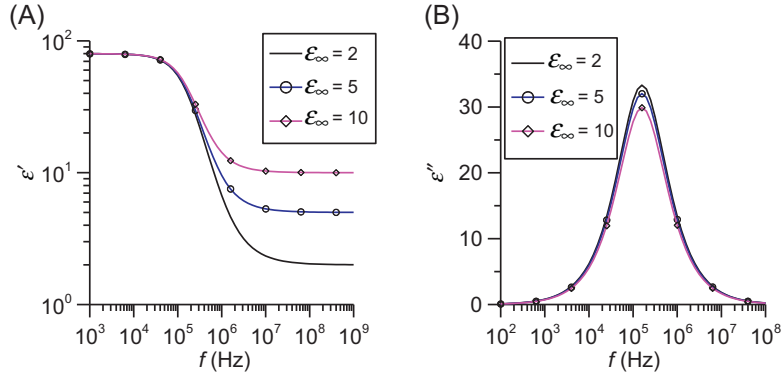 (A)
10²
10¹
10⁰
ε′
ℰ∞ = 2
ℰ∞ = 5
ℰ∞ = 10
10³ 10⁴ 10⁵ 10⁶ 10⁷ 10⁸ 10⁹
f (Hz)
(B)
40
30
20
10
0
ε″
ℰ∞ = 2
ℰ∞ = 5
ℰ∞ = 10
10² 10³ 10⁴ 10⁵ 10⁶ 10⁷ 10⁸
f (Hz)